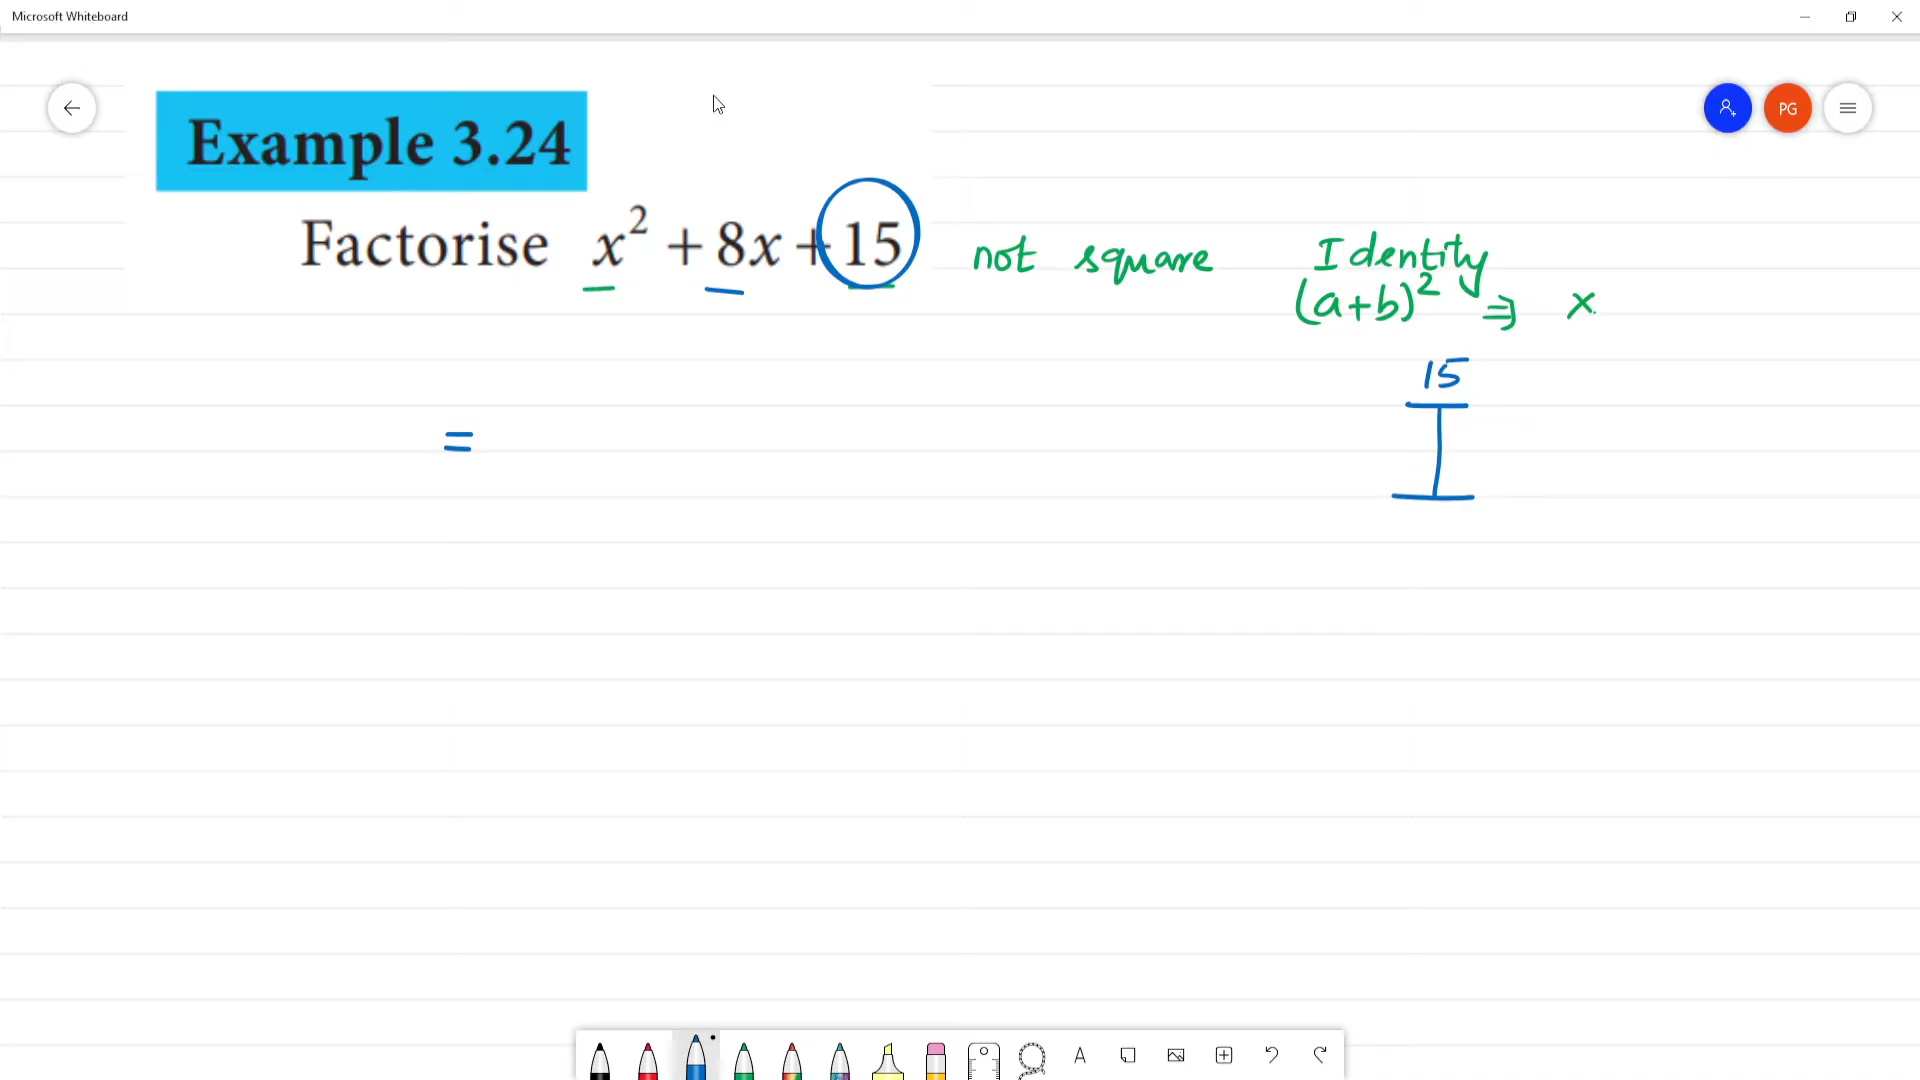 Microsoft Whiteboard
PG
Example 3.24
Factorise x² + 8x + 15 not square Identity
(a+b)² ⇒ x
15
=
A